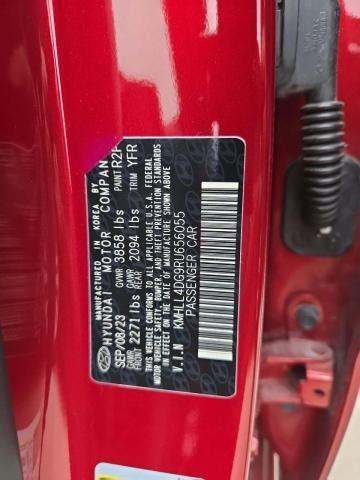 MANUFACTURED IN KOREA BY
HYUNDAI MOTOR COMPANY
SEP/08/23 GVWR 3858 lbs PAINT R2P
GAWR FRONT 2271 lbs GAWR REAR 2094 lbs TRIM YFR
THIS VEHICLE CONFORMS TO ALL APPLICABLE U.S.A. FEDERAL
MOTOR VEHICLE SAFETY, BUMPER, AND THEFT PREVENTION STANDARDS
IN EFFECT ON THE DATE OF MANUFACTURE SHOWN ABOVE
KMHLL4DG9RU656055
V.I.N PASSENGER CAR